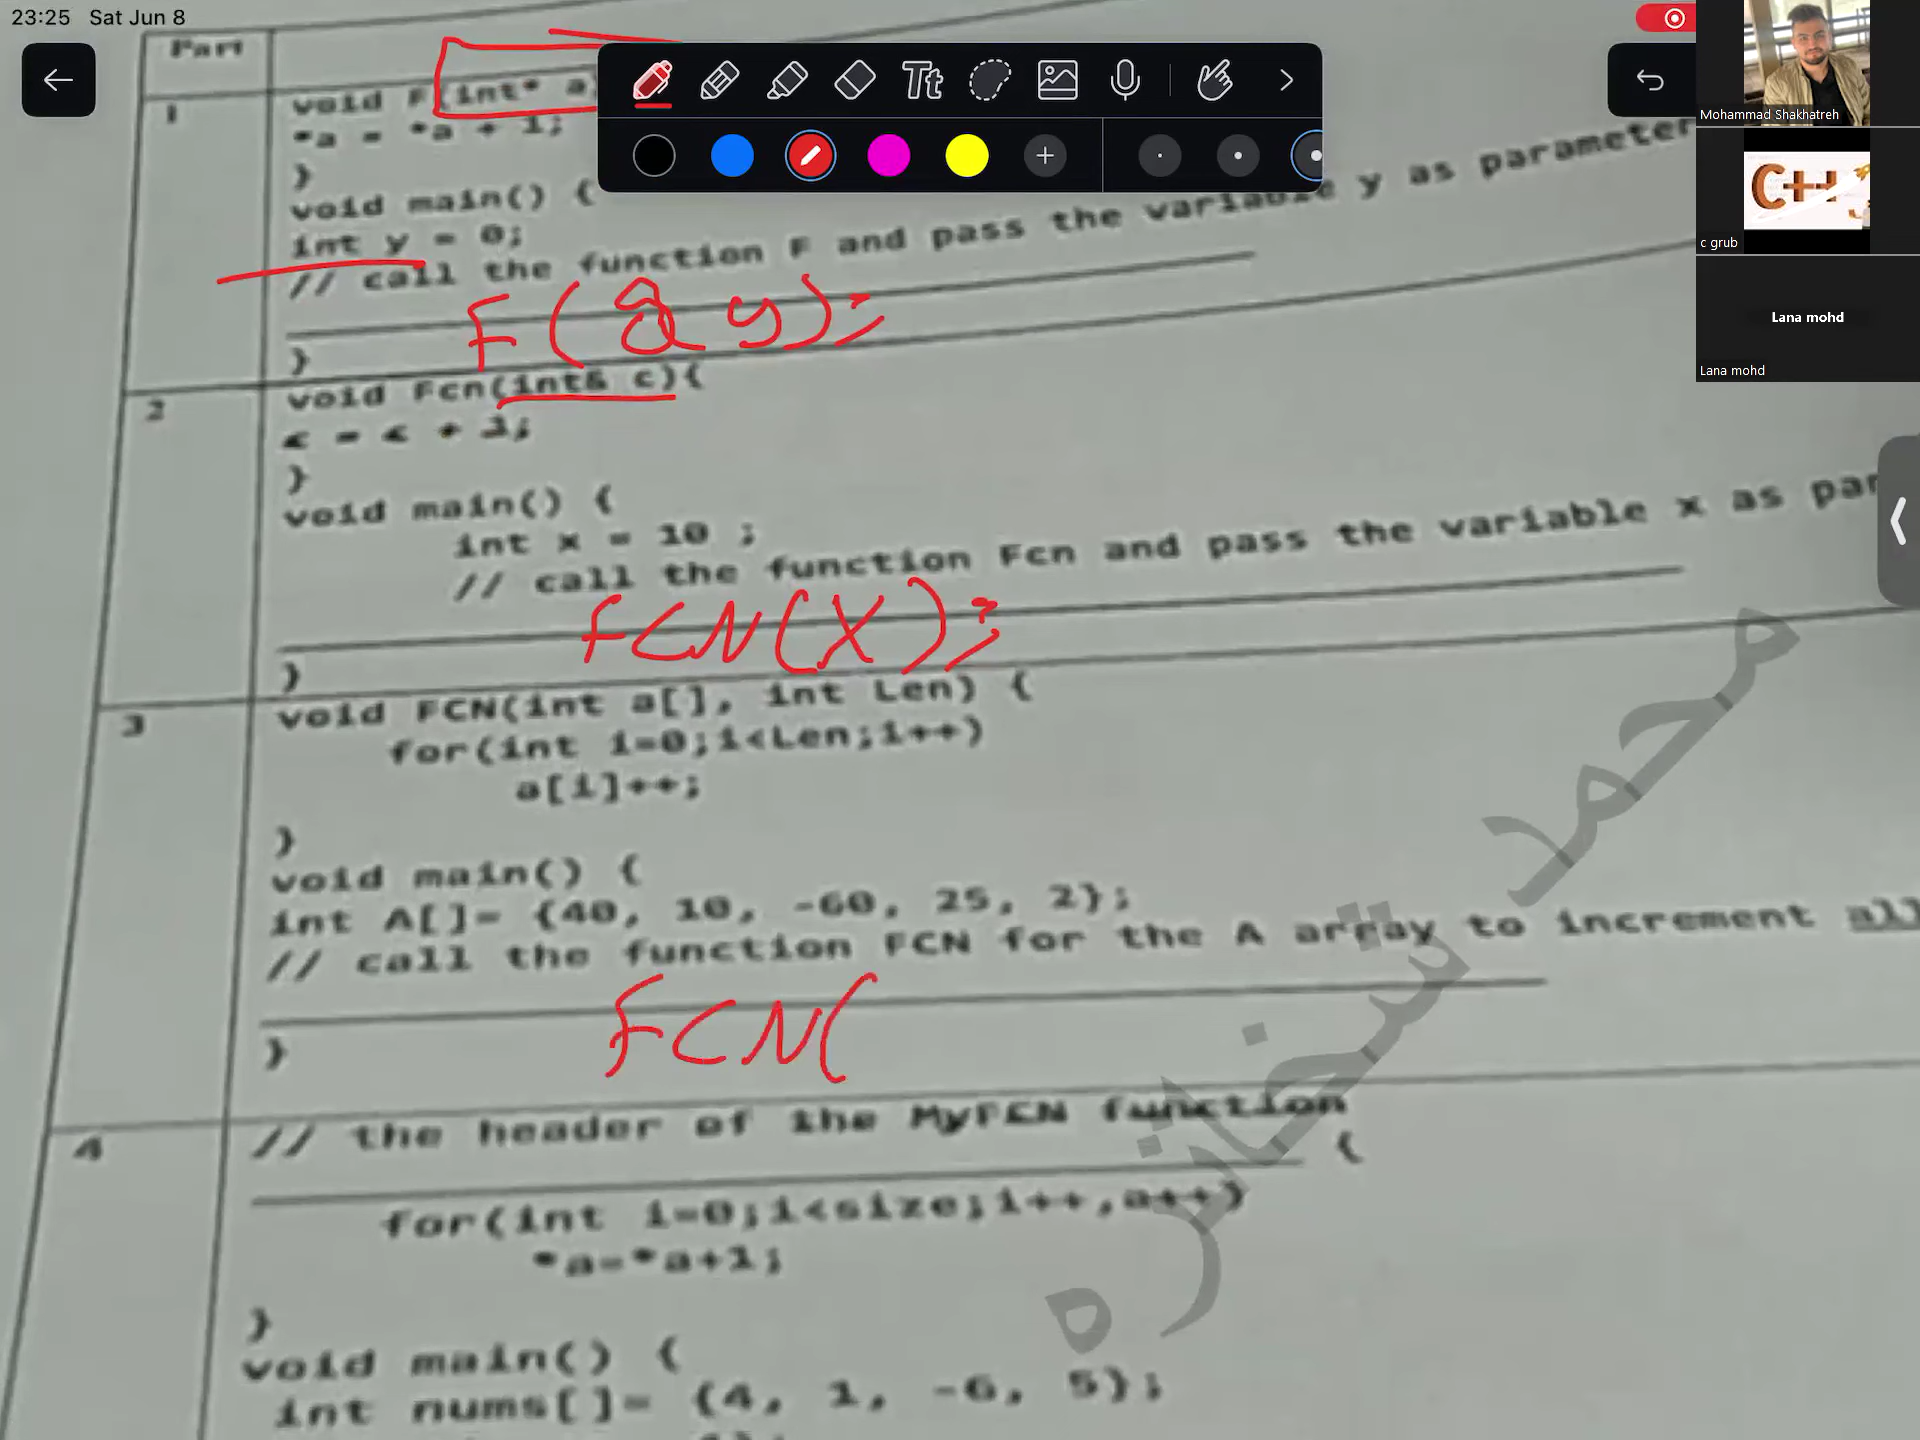 23:25 Sat Jun 8
Tt
Mohammad Shakhatreh
C++
c grub
Lana mohd
Lana mohd
Part
1
void F(int* a
*a = *a + 1;
}
void main() {
int y = 0;
// call the function F and pass the variable y as parameter
F(& y);
}
2
void Fcn(int& c){
c = c + 1;
}
void main() {
int x = 10 ;
// call the function Fcn and pass the variable x as par
FCN(X);
}
3
void FCN(int a[], int Len) {
for(int i=0;i<Len;i++)
a[i]++;
}
void main() {
int A[]= {40, 10, -60, 25, 2};
// call the function FCN for the A array to increment all
FCN(
}
4
// the header of the MyFCN function
{
for(int i=0;i<size;i++,a++)
*a=*a+1;
}
void main() {
int nums[]= {4, 1, -6, 5};
محمد شخاتره